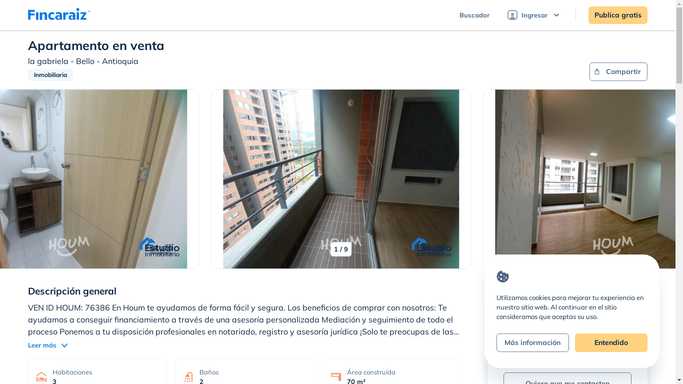 Fincaraiz
Buscador
Ingresar
Publica gratis
Apartamento en venta
la gabriela - Bello - Antioquia
Inmobiliaria
Compartir
HOUM
Estudio
Inmobiliario
HOUM
1 / 9
Estudio
Inmobiliario
HOUM
Descripción general
VEN ID HOUM: 76386 En Houm te ayudamos de forma fácil y segura. Los beneficios de comprar con nosotros: Te
ayudamos a conseguir financiamiento a través de una asesoría personalizada Mediación y seguimiento de todo el
proceso Ponemos a tu disposición profesionales en notariado, registro y asesoría jurídica ¡Solo te preocupas de las...
Leer más
Habitaciones
3
Baños
2
Área construida
70 m²
Utilizamos cookies para mejorar tu experiencia en
nuestro sitio web. Al continuar en el sitio
consideramos que aceptas su uso.
Más información
Entendido
Quiero que me contacten